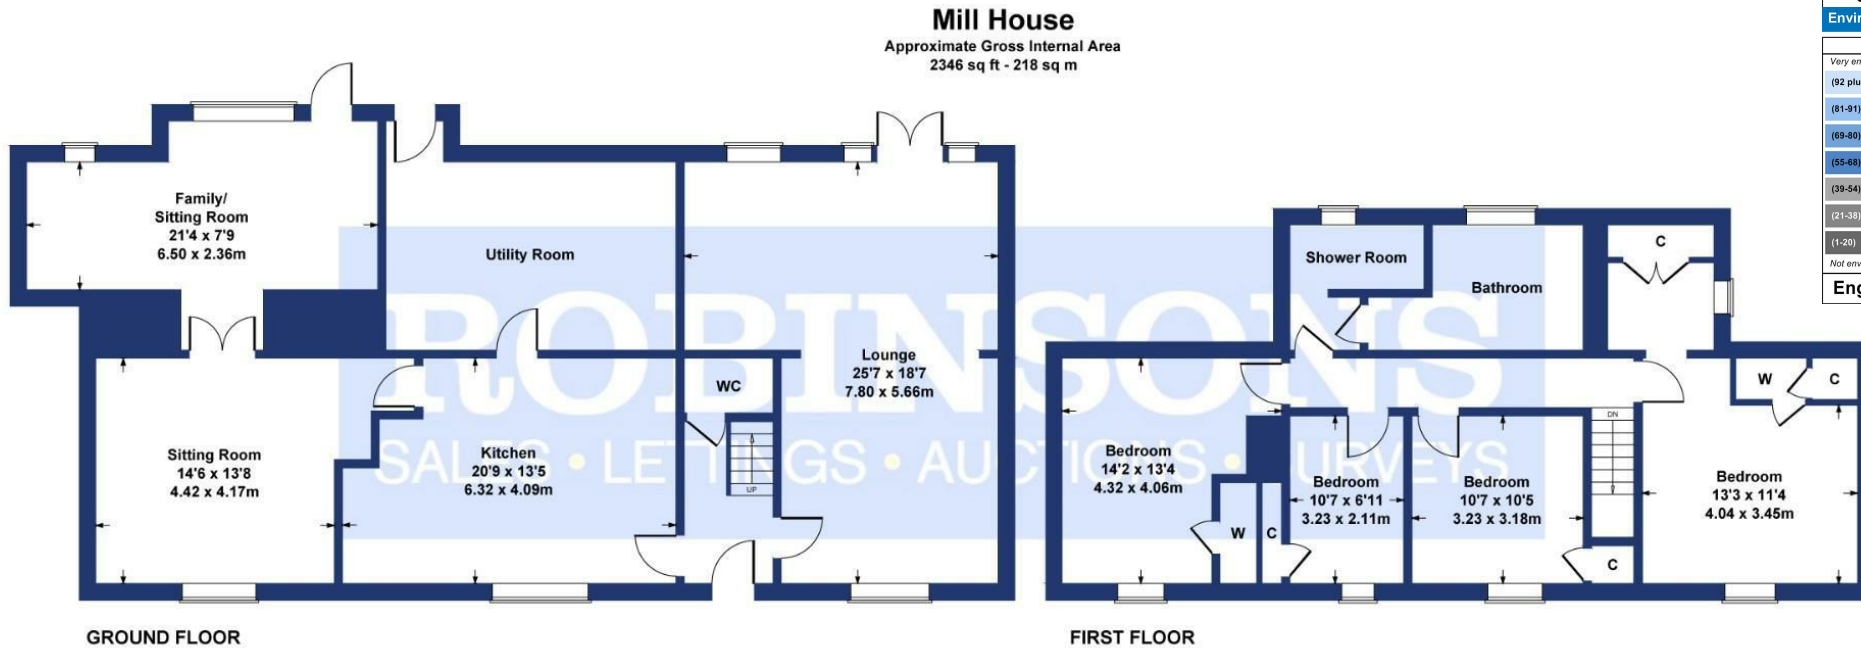 Mill House
Approximate Gross Internal Area
2346 sq ft - 218 sq m
Family/
Sitting Room
21'4 x 7'9
6.50 x 2.36m
Utility Room
Lounge
25'7 x 18'7
7.80 x 5.66m
WC
Sitting Room
14'6 x 13'8
4.42 x 4.17m
Kitchen
20'9 x 13'5
6.32 x 4.09m
UP
GROUND FLOOR
Shower Room
Bathroom
C
W
C
Bedroom
14'2 x 13'4
4.32 x 4.06m
W
C
Bedroom
10'7 x 6'11
3.23 x 2.11m
Bedroom
10'7 x 10'5
3.23 x 3.18m
DN
C
Bedroom
13'3 x 11'4
4.04 x 3.45m
FIRST FLOOR
ROBINSONS
SALES • LETTINGS • AUCTIONS • SURVEYS
Envir
Very en
(92 plu
(81-91)
(69-80)
(55-68)
(39-54)
(21-38)
(1-20)
Not env
Eng